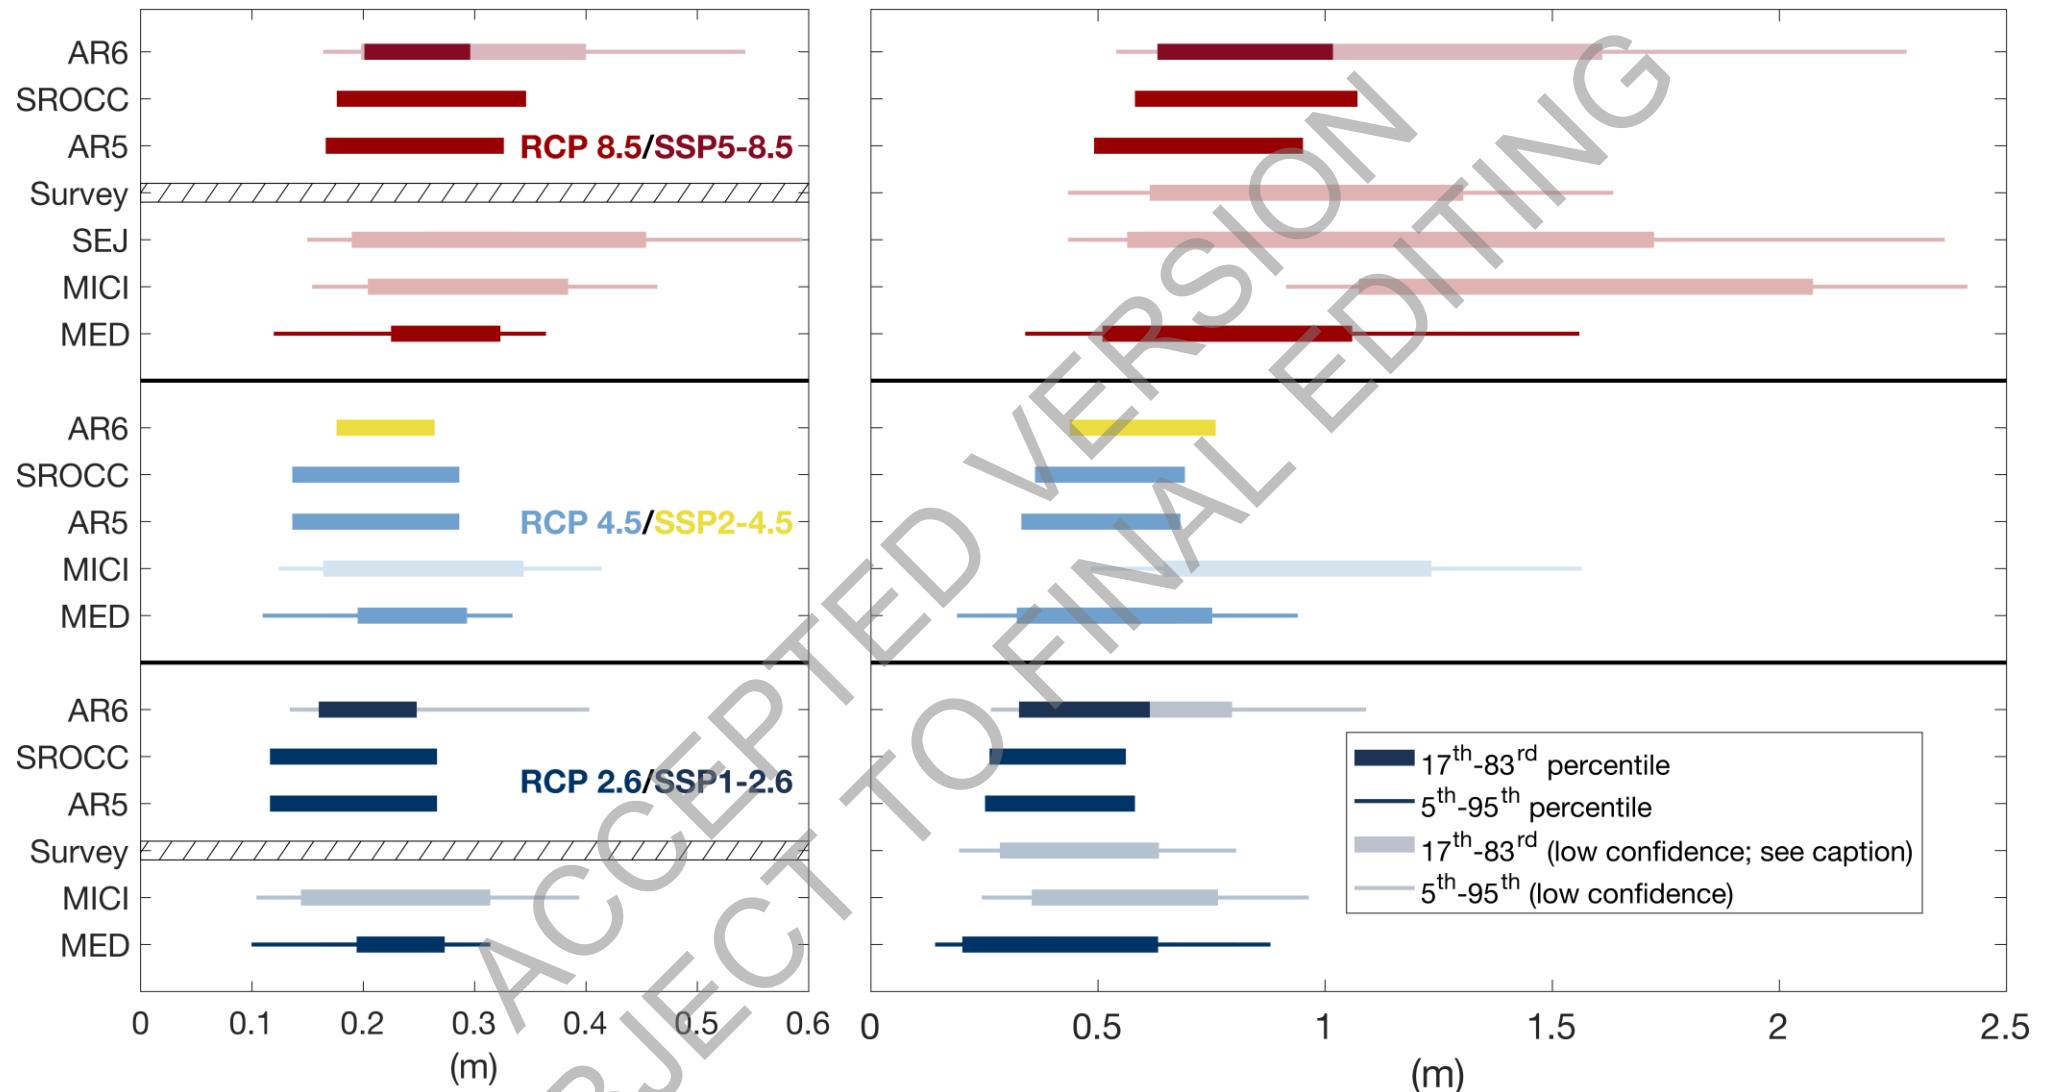 AR6
SROCC
AR5
RCP 8.5/SSP5-8.5
Survey
SEJ
MICI
MED
AR6
SROCC
AR5
RCP 4.5/SSP2-4.5
MICI
MED
AR6
SROCC
AR5
RCP 2.6/SSP1-2.6
Survey
MICI
MED
0 0.1 0.2 0.3 0.4 0.5 0.6
(m)
17th-83rd percentile
5th-95th percentile
17th-83rd (low confidence; see caption)
5th-95th (low confidence)
0 0.5 1 1.5 2 2.5
(m)
ACCEPTED VERSION
BJECT TO FINAL EDITING